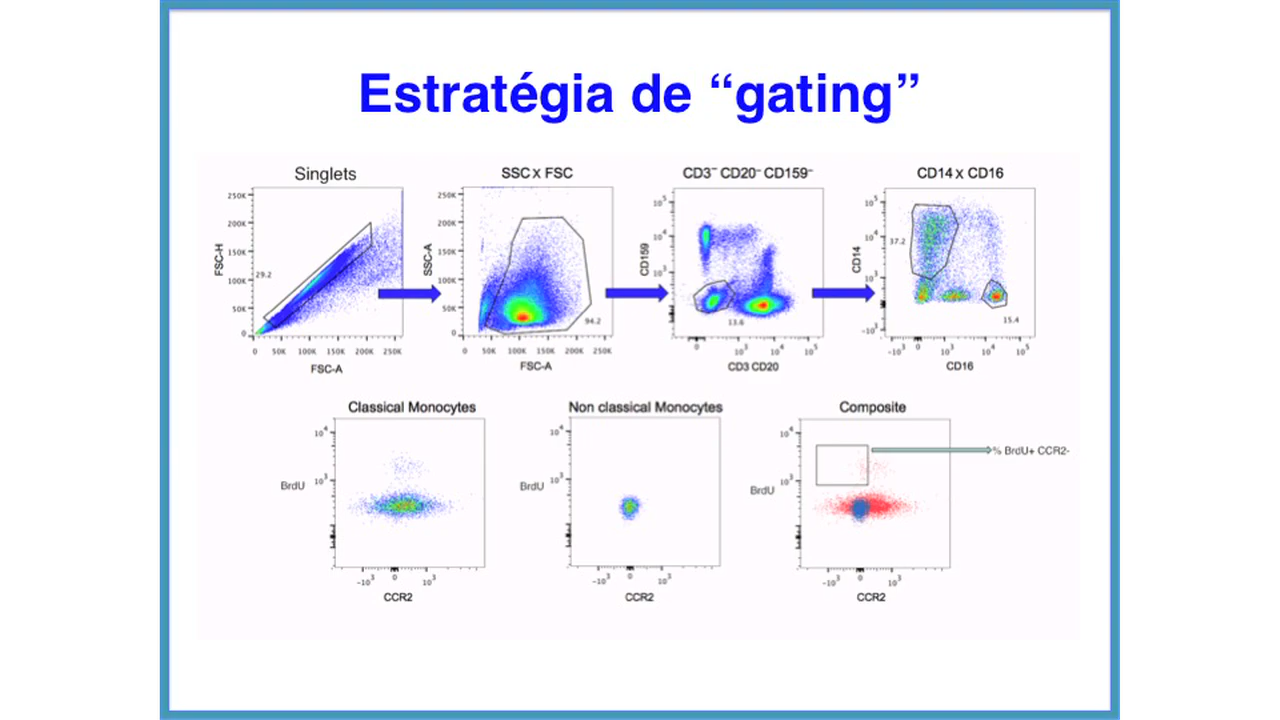 Estratégia de “gating”
Singlets
SSC x FSC
CD3⁻ CD20⁻ CD159⁻
CD14 x CD16
250K
200K
150K
100K
50K
0
FSC-H
29.2
0 50K 100K 150K 200K 250K
FSC-A
250K
200K
150K
100K
50K
0
SSC-A
94.2
0 50K 100K 150K 200K 250K
FSC-A
10⁵
10⁴
10³
0
CD159
13.6
0 10³ 10⁴ 10⁵
CD3 CD20
10⁵
10⁴
10³
0
-10³
CD14
37.2
15.4
-10³ 0 10³ 10⁴ 10⁵
CD16
Classical Monocytes
10⁴
10³
BrdU
-10³ 0 10³
CCR2
Non classical Monocytes
10⁴
10³
BrdU
-10³ 0 10³
CCR2
Composite
10⁴
10³
BrdU
% BrdU+ CCR2-
-10³ 0 10³
CCR2